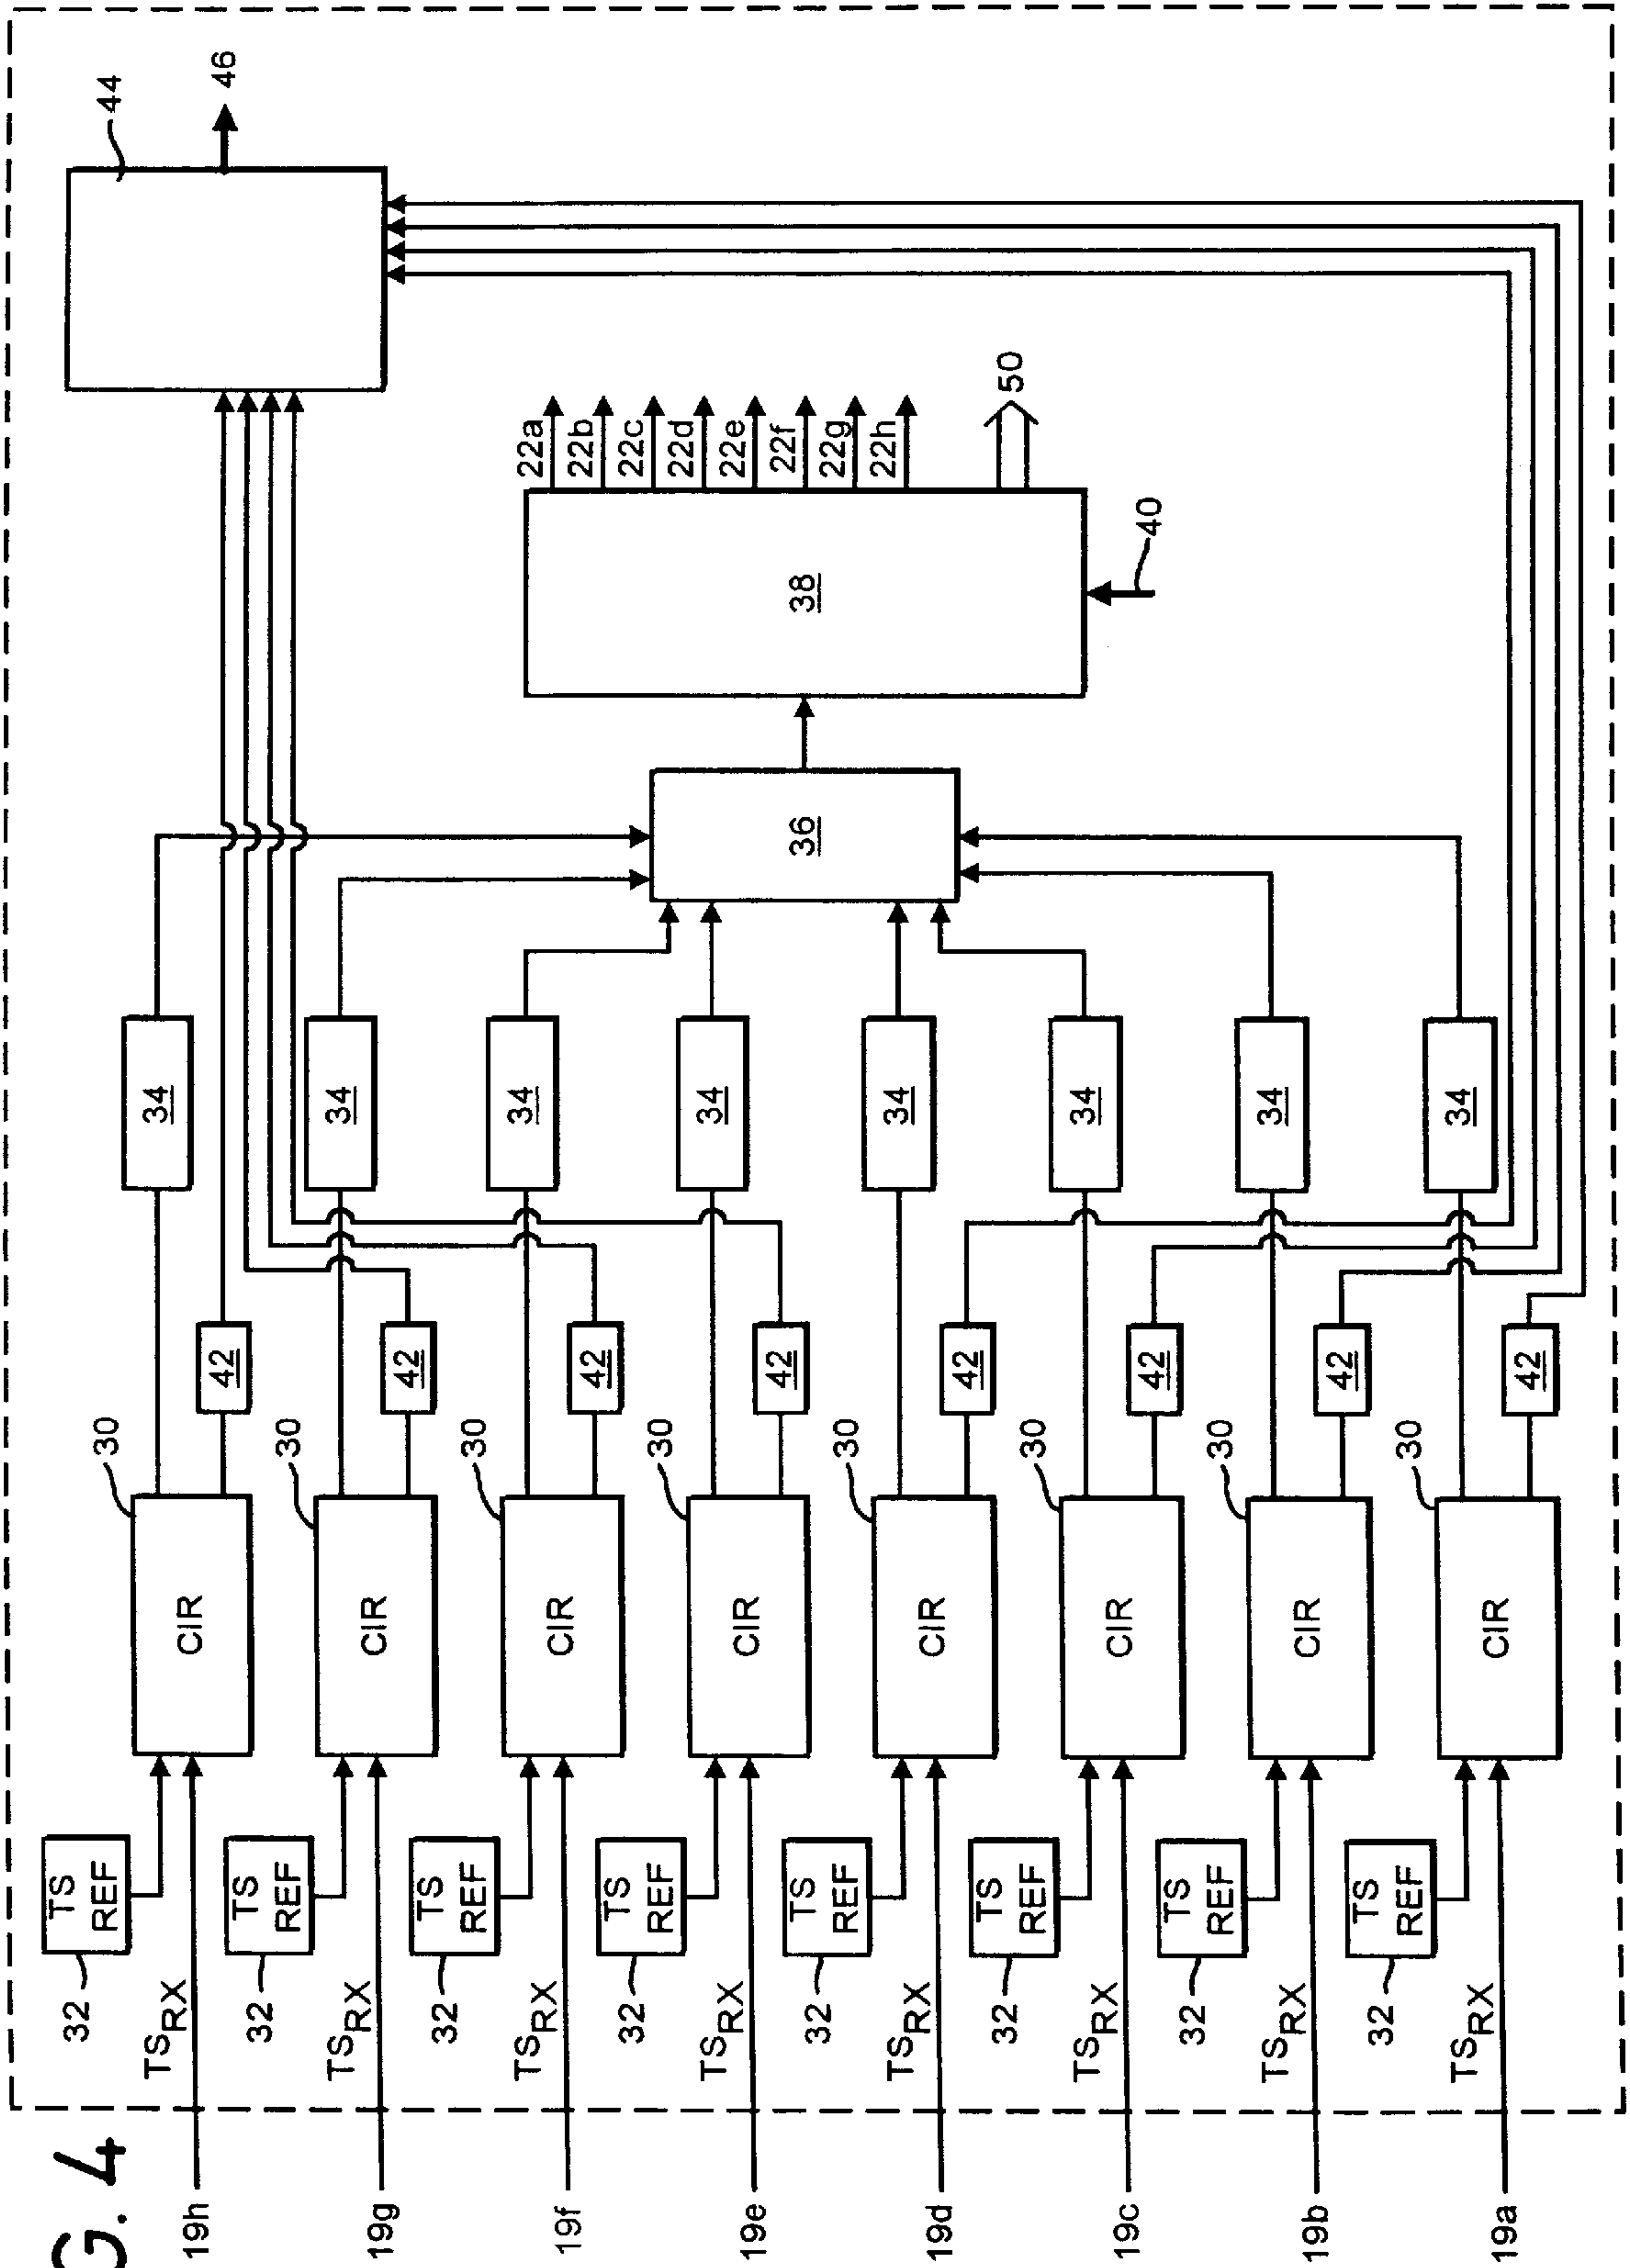 G. 4
44
46
22a
22b
22c
22d
22e
22f
22g
22h
50
38
40
36
34
34
34
34
34
34
34
34
42
42
42
42
42
42
42
42
30
30
30
30
30
30
30
30
CIR
CIR
CIR
CIR
CIR
CIR
CIR
CIR
TS
REF
TS
REF
TS
REF
TS
REF
TS
REF
TS
REF
TS
REF
TS
REF
32
32
32
32
32
32
32
32
TSRX
TSRX
TSRX
TSRX
TSRX
TSRX
TSRX
TSRX
19h
19g
19f
19e
19d
19c
19b
19a